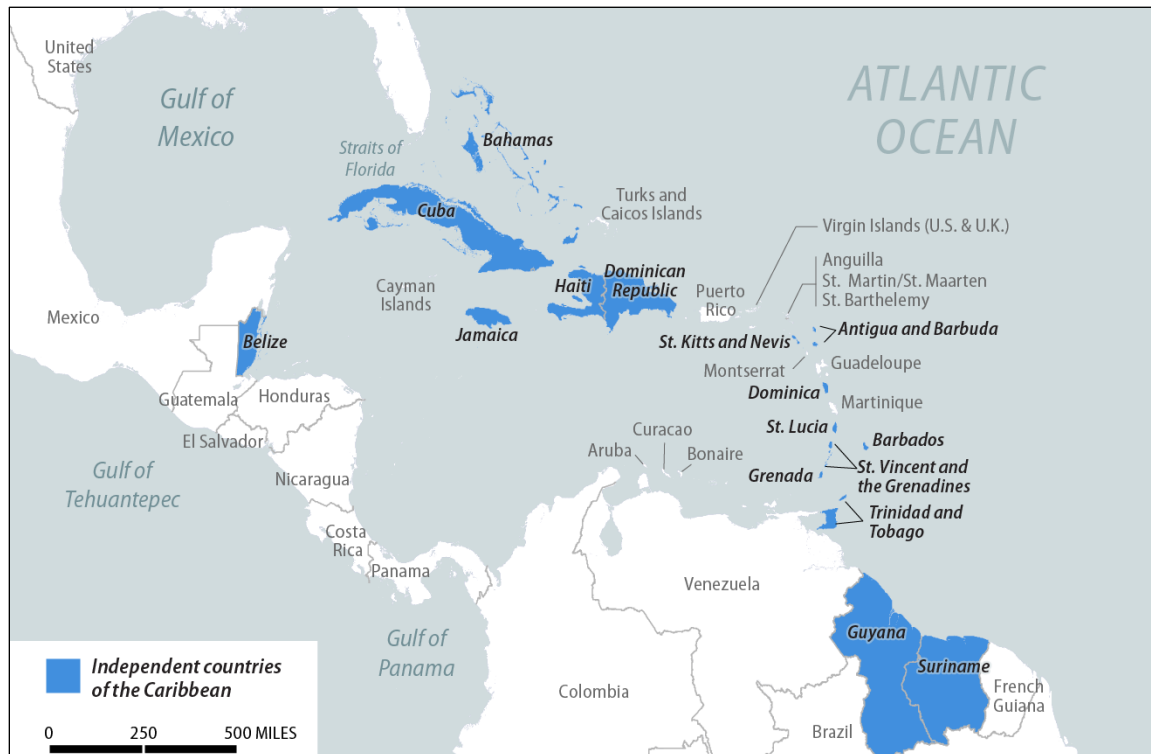 United
States
Gulf of
Mexico
ATLANTIC
OCEAN
Straits of
Florida
Bahamas
Cuba
Turks and
Caicos Islands
Virgin Islands (U.S. & U.K.)
Anguilla
St. Martin/St. Maarten
St. Barthelemy
Cayman
Islands
Haiti
Dominican
Republic
Puerto
Rico
Mexico
Belize
Jamaica
St. Kitts and Nevis
Antigua and Barbuda
Montserrat
Guadeloupe
Guatemala
Honduras
Dominica
Martinique
El Salvador
St. Lucia
Barbados
Curacao
Aruba
Bonaire
Gulf of
Tehuantepec
Nicaragua
Grenada
St. Vincent and
the Grenadines
Trinidad and
Tobago
Costa
Rica
Panama
Venezuela
Gulf of
Panama
Guyana
Suriname
Independent countries
of the Caribbean
Colombia
Brazil
French
Guiana
0 250 500 MILES